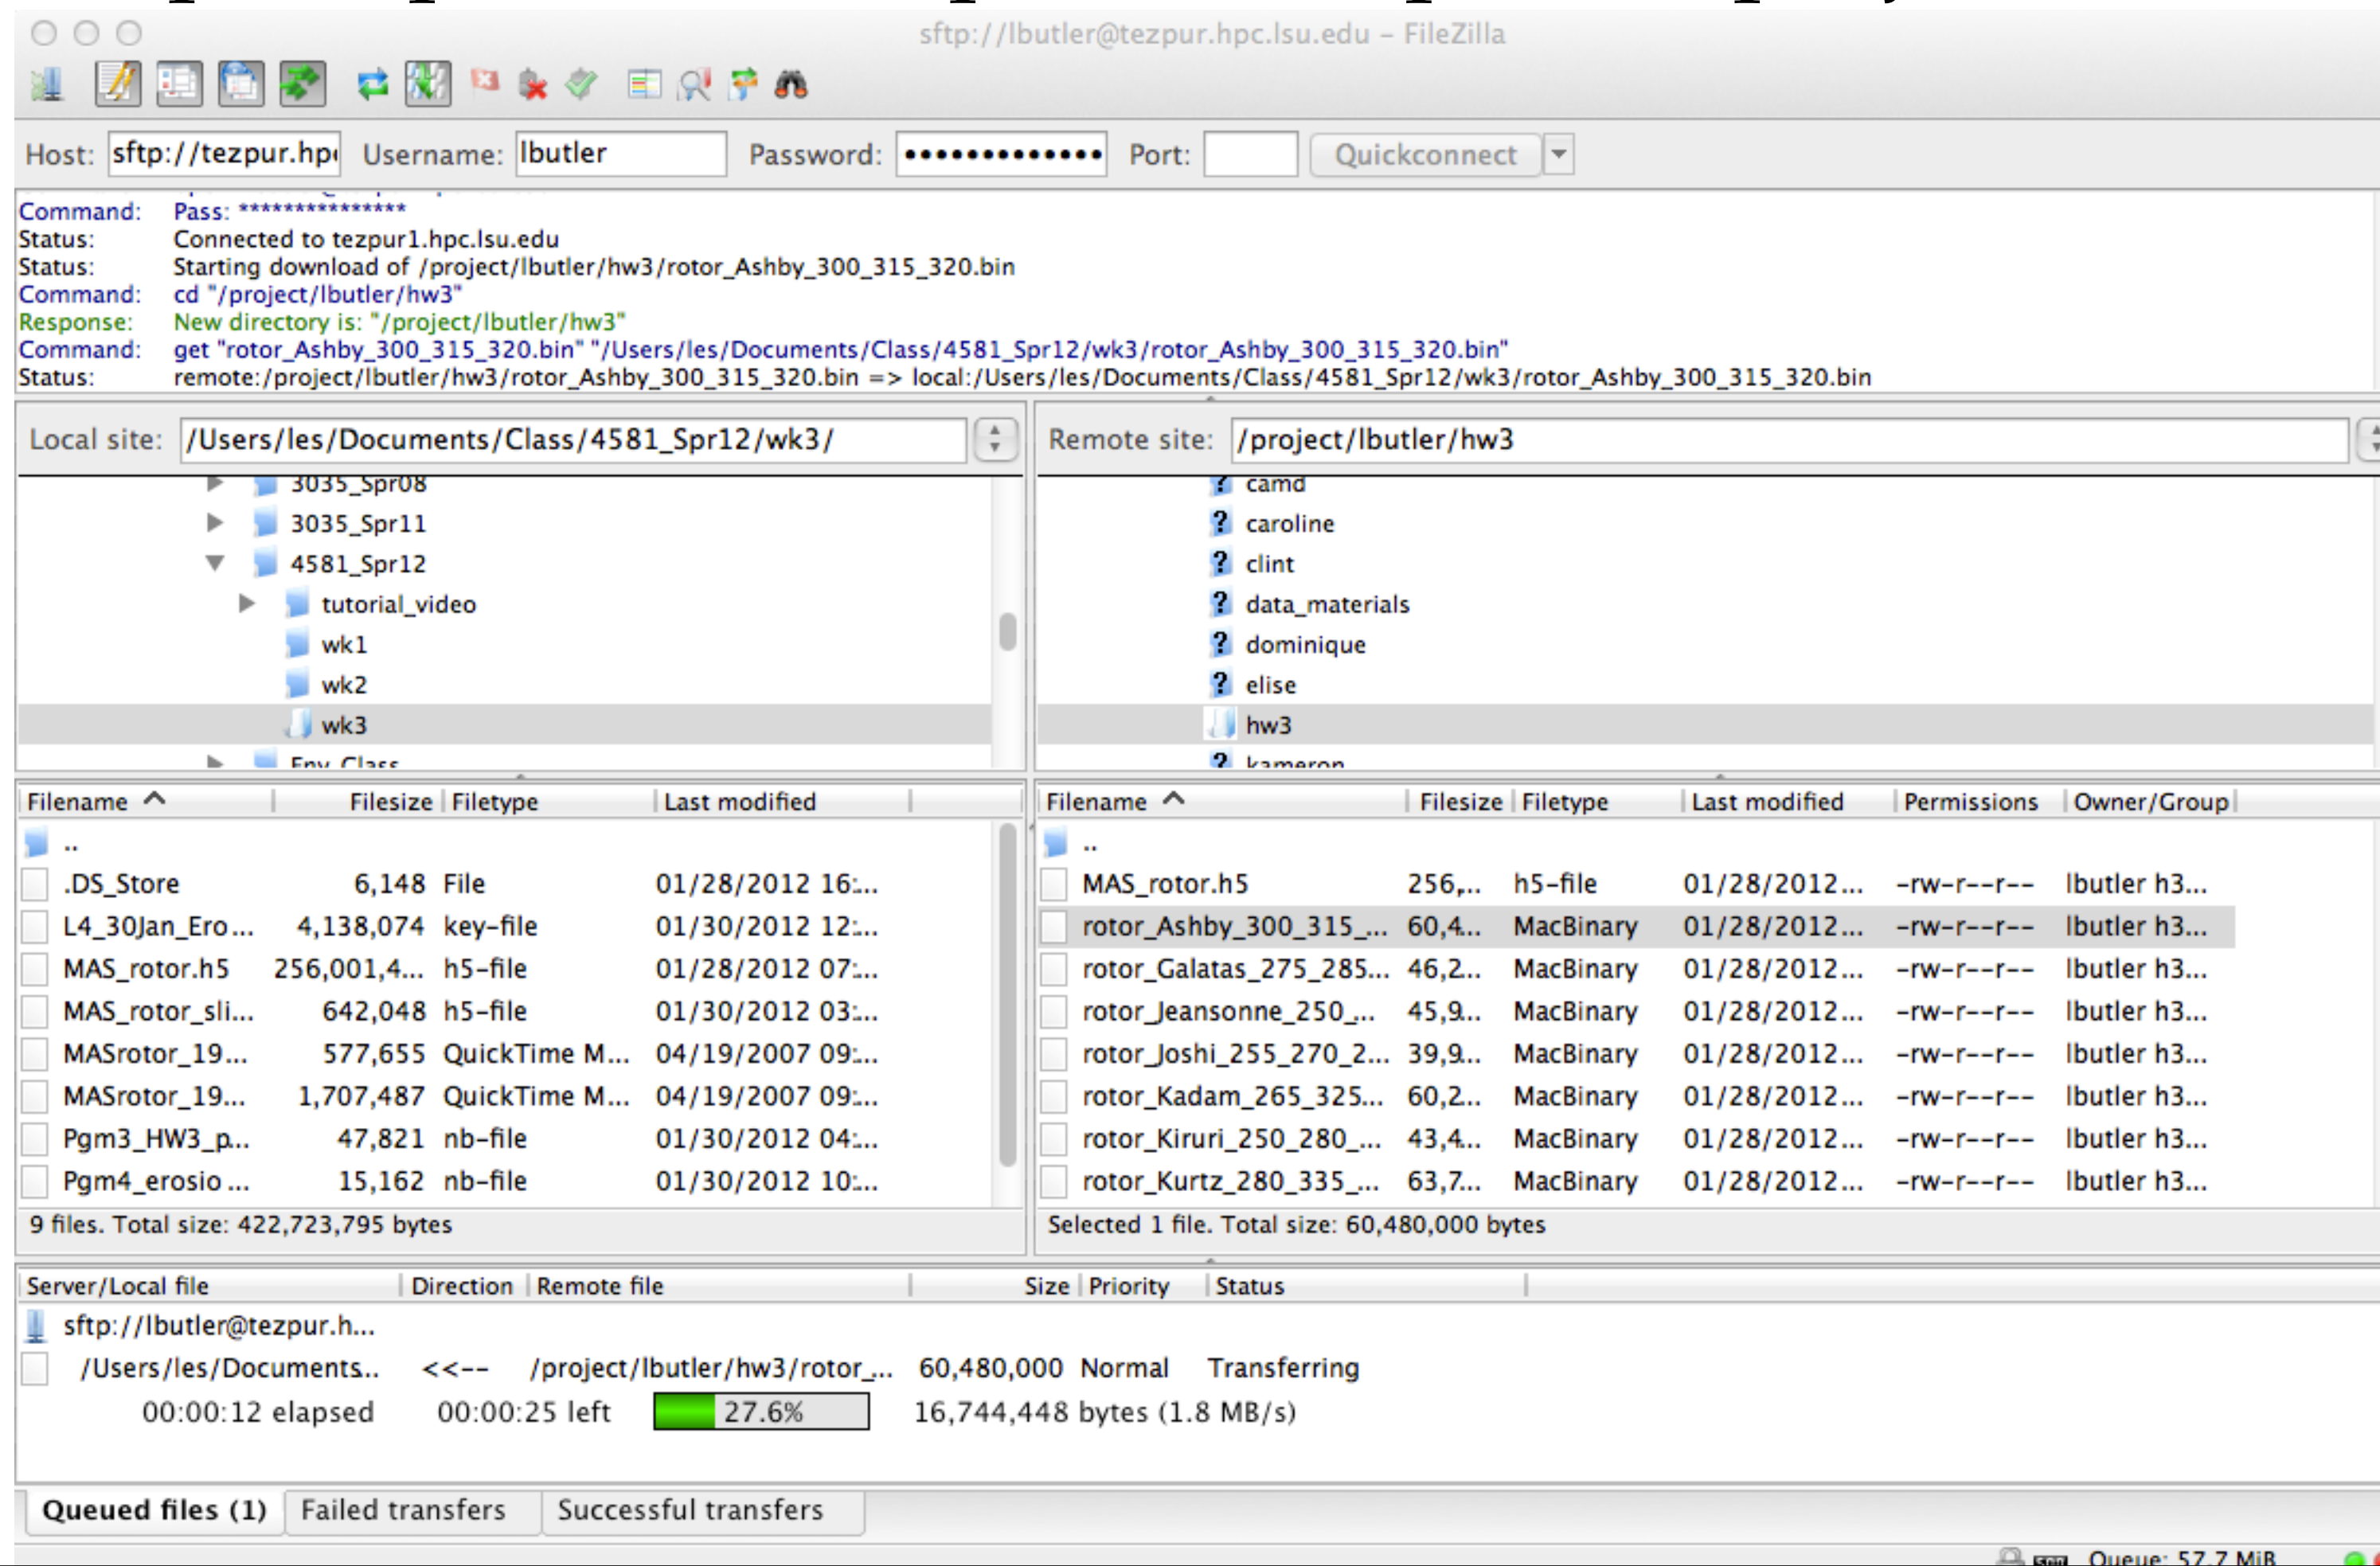 sftp://lbutler@tezpur.hpc.lsu.edu – FileZilla
Host: sftp://tezpur.hp Username: lbutler Password: ••••••••••••• Port: Quickconnect
Command: Pass: ***************
Status: Connected to tezpur1.hpc.lsu.edu
Status: Starting download of /project/lbutler/hw3/rotor_Ashby_300_315_320.bin
Command: cd "/project/lbutler/hw3"
Response: New directory is: "/project/lbutler/hw3"
Command: get "rotor_Ashby_300_315_320.bin" "/Users/les/Documents/Class/4581_Spr12/wk3/rotor_Ashby_300_315_320.bin"
Status: remote:/project/lbutler/hw3/rotor_Ashby_300_315_320.bin => local:/Users/les/Documents/Class/4581_Spr12/wk3/rotor_Ashby_300_315_320.bin
Local site: /Users/les/Documents/Class/4581_Spr12/wk3/
3035_Spr08
3035_Spr11
4581_Spr12
tutorial_video
wk1
wk2
wk3
Env_Class
Remote site: /project/lbutler/hw3
camd
? caroline
? clint
? data_materials
? dominique
? elise
hw3
? kameron
Filename Filesize Filetype Last modified
..
.DS_Store 6,148 File 01/28/2012 16:...
L4_30Jan_Ero... 4,138,074 key-file 01/30/2012 12:...
MAS_rotor.h5 256,001,4... h5-file 01/28/2012 07:...
MAS_rotor_sli... 642,048 h5-file 01/30/2012 03:...
MASrotor_19... 577,655 QuickTime M... 04/19/2007 09:...
MASrotor_19... 1,707,487 QuickTime M... 04/19/2007 09:...
Pgm3_HW3_p... 47,821 nb-file 01/30/2012 04:...
Pgm4_erosio ... 15,162 nb-file 01/30/2012 10:...
9 files. Total size: 422,723,795 bytes
Filename Filesize Filetype Last modified Permissions Owner/Group
..
MAS_rotor.h5 256,... h5-file 01/28/2012... -rw-r--r-- lbutler h3...
rotor_Ashby_300_315_... 60,4... MacBinary 01/28/2012... -rw-r--r-- lbutler h3...
rotor_Galatas_275_285... 46,2... MacBinary 01/28/2012... -rw-r--r-- lbutler h3...
rotor_Jeansonne_250_... 45,9... MacBinary 01/28/2012... -rw-r--r-- lbutler h3...
rotor_Joshi_255_270_2... 39,9... MacBinary 01/28/2012... -rw-r--r-- lbutler h3...
rotor_Kadam_265_325... 60,2... MacBinary 01/28/2012... -rw-r--r-- lbutler h3...
rotor_Kiruri_250_280_... 43,4... MacBinary 01/28/2012... -rw-r--r-- lbutler h3...
rotor_Kurtz_280_335_... 63,7... MacBinary 01/28/2012... -rw-r--r-- lbutler h3...
Selected 1 file. Total size: 60,480,000 bytes
Server/Local file Direction Remote file Size Priority Status
sftp://lbutler@tezpur.h...
/Users/les/Documents... <<-- /project/lbutler/hw3/rotor_... 60,480,000 Normal Transferring
00:00:12 elapsed 00:00:25 left 27.6% 16,744,448 bytes (1.8 MB/s)
Queued files (1) Failed transfers Successful transfers
Queue: 57.7 MiB